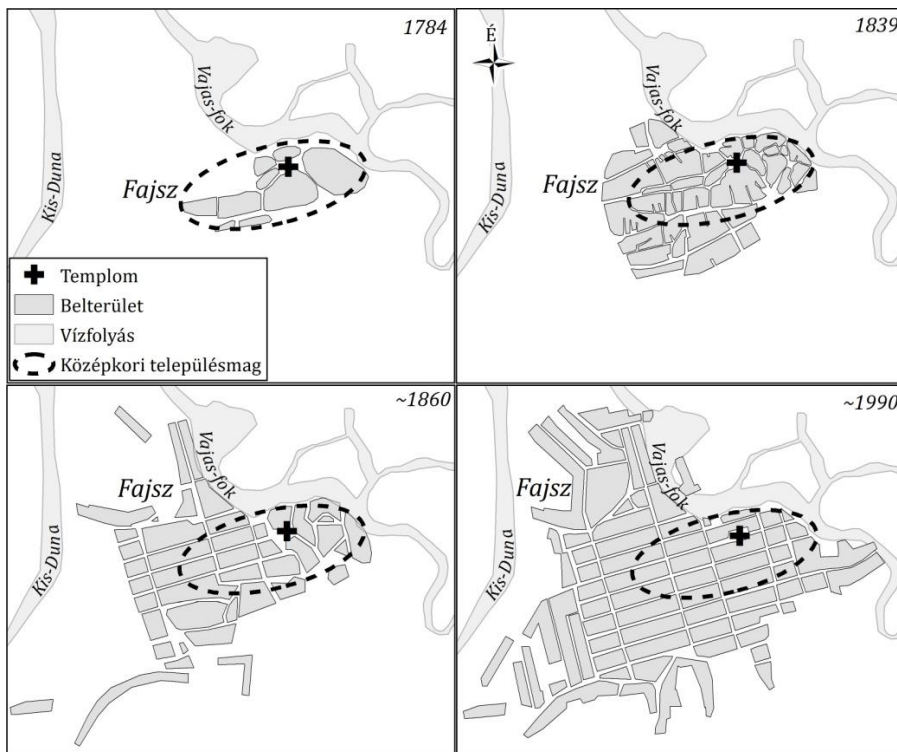 1784
Vajas-fok
Fajsz
Kis-Duna
Templom
Belterület
Vízfolyás
Középkori településmag
1839
É
Vajas-fok
Fajsz
Kis-Duna
~1860
Vajas-fok
Fajsz
Kis-Duna
~1990
Vajas-fok
Fajsz
Kis-Duna